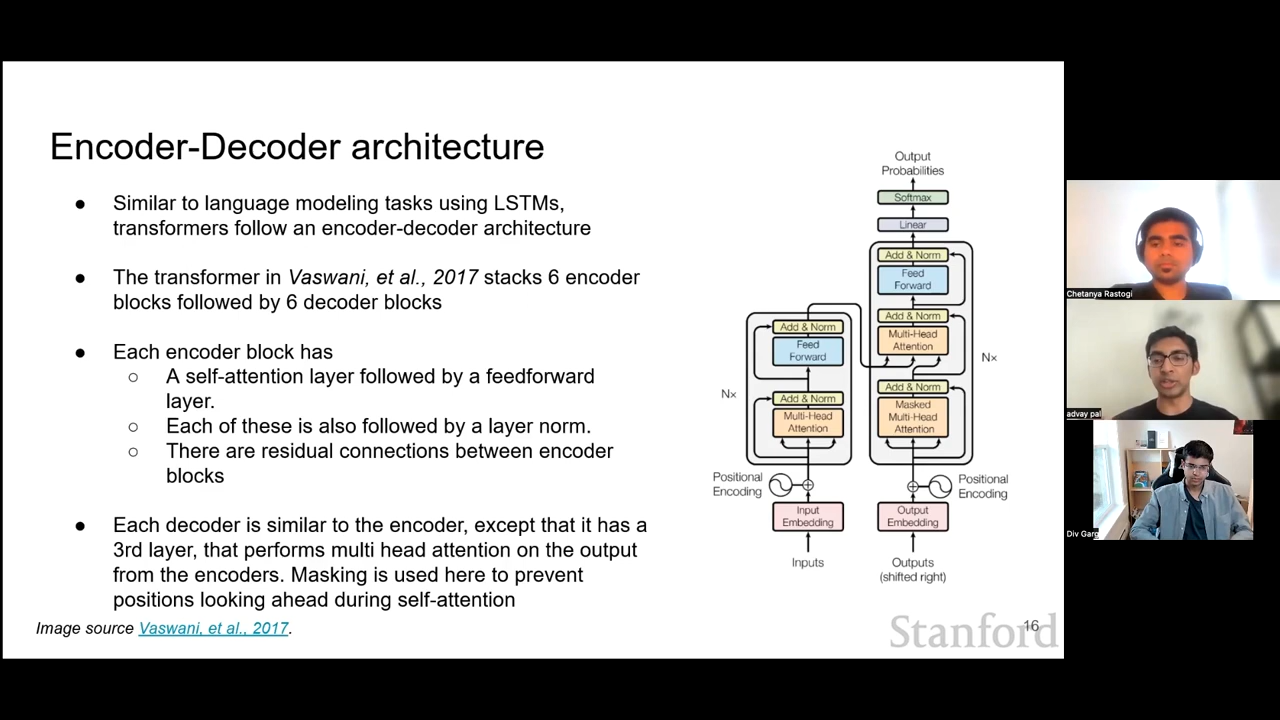 Encoder-Decoder architecture
● Similar to language modeling tasks using LSTMs,
transformers follow an encoder-decoder architecture
● The transformer in Vaswani, et al., 2017 stacks 6 encoder
blocks followed by 6 decoder blocks
● Each encoder block has
○ A self-attention layer followed by a feedforward
layer.
○ Each of these is also followed by a layer norm.
○ There are residual connections between encoder
blocks
● Each decoder is similar to the encoder, except that it has a
3rd layer, that performs multi head attention on the output
from the encoders. Masking is used here to prevent
positions looking ahead during self-attention
Image source Vaswani, et al., 2017.
Output
Probabilities
Softmax
Linear
Add & Norm
Feed
Forward
Add & Norm
Multi-Head
Attention
Add & Norm
Masked
Multi-Head
Attention
Nx
Positional
Encoding
Output
Embedding
Outputs
(shifted right)
Add & Norm
Feed
Forward
Add & Norm
Multi-Head
Attention
Nx
Positional
Encoding
Input
Embedding
Inputs
Stanford
16
Chetanya Rastogi
advay pal
Div Garg